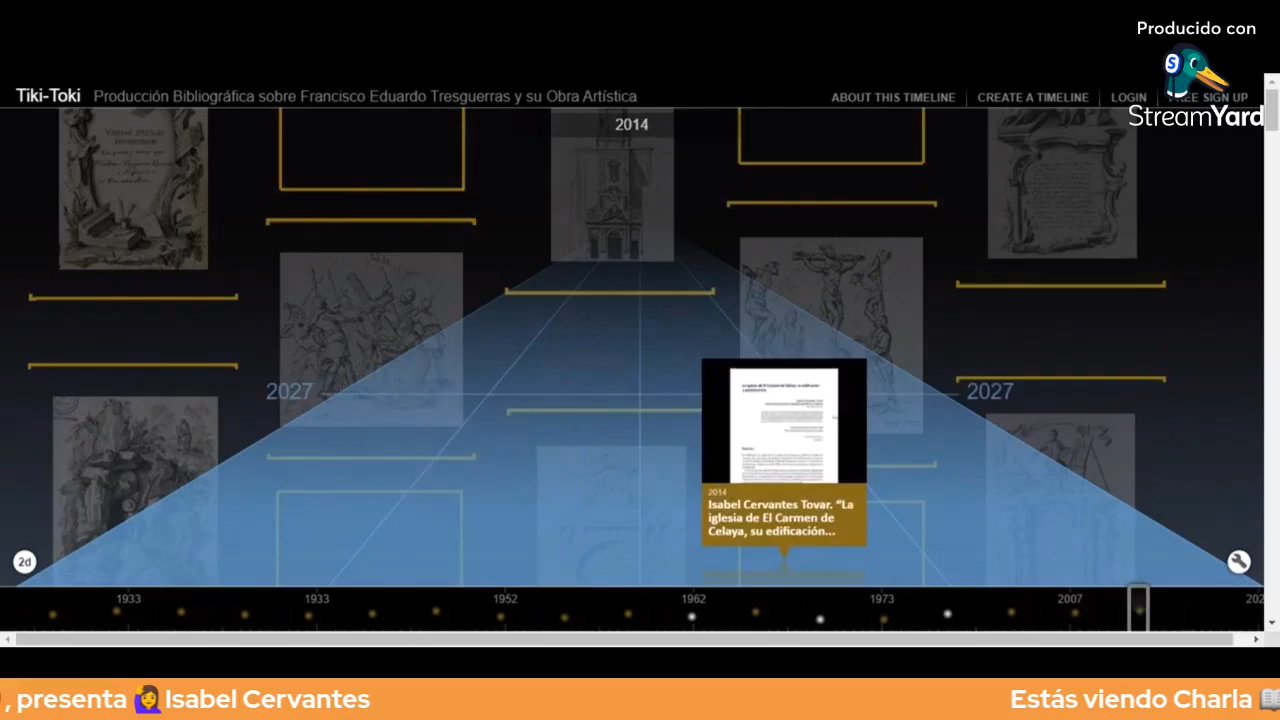 Producido con
StreamYard
Tiki-Toki Producción Bibliográfica sobre Francisco Eduardo Tresguerras y su Obra Artística
ABOUT THIS TIMELINE CREATE A TIMELINE LOGIN FREE SIGN UP
2014
2027 2027
2014
Isabel Cervantes Tovar. “La
iglesia de El Carmen de
Celaya, su edificación...
2d
1933 1933 1952 1962 1973 2007
, presenta 🙋‍♀️Isabel Cervantes Estás viendo Charla 📖